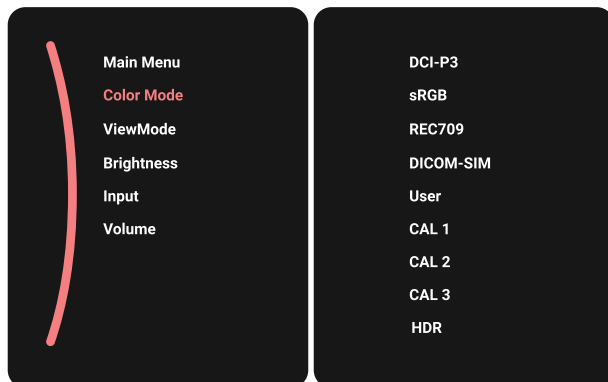 Main Menu
Color Mode
ViewMode
Brightness
Input
Volume
DCI-P3
sRGB
REC709
DICOM-SIM
User
CAL 1
CAL 2
CAL 3
HDR